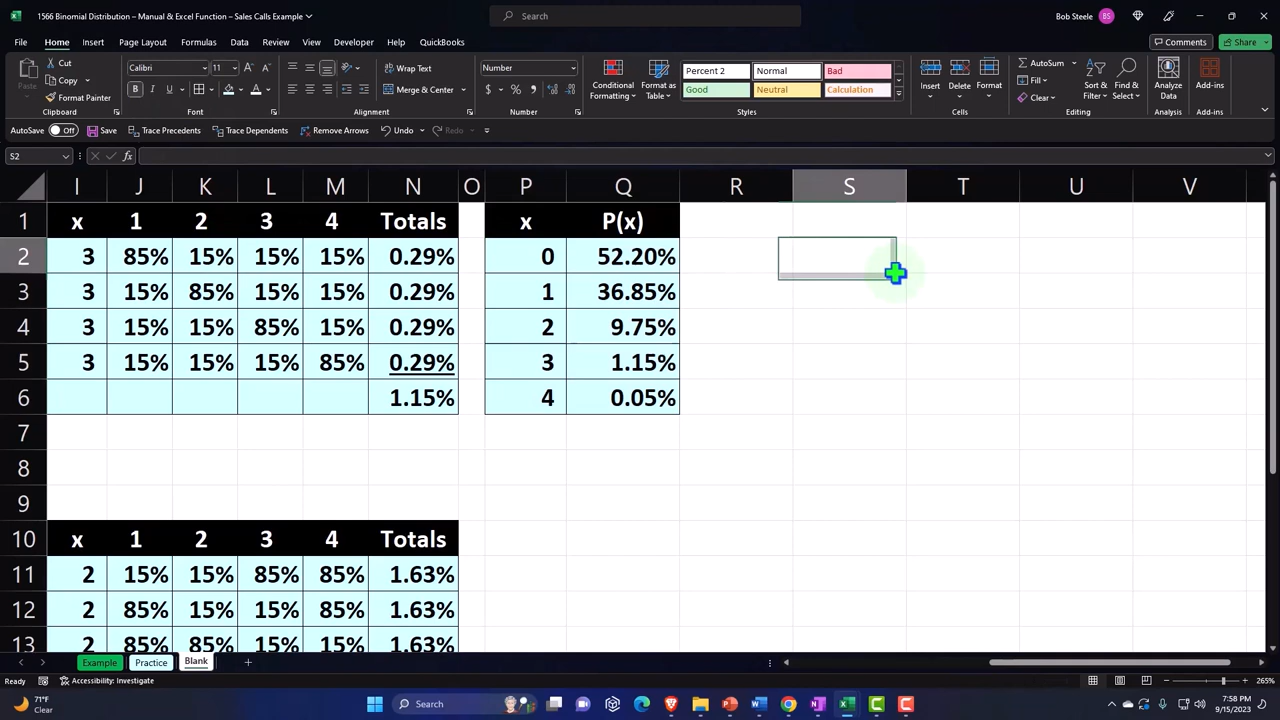 1566 Binomial Distribution – Manual & Excel Function – Sales Calls Example
Search
Bob Steele
BS
File Home Insert Page Layout Formulas Data Review View Developer Help QuickBooks
Comments Share
Paste
Cut
Copy
Format Painter
Clipboard
Calibri 11
B I U
Font
Wrap Text
Merge & Center
Alignment
Number
$ % ,
Number
Conditional Formatting
Format as Table
Percent 2 Normal Bad
Good Neutral Calculation
Styles
Insert Delete Format
Cells
AutoSum
Fill
Clear
Sort & Filter
Find & Select
Editing
Analyze Data
Analysis
Add-ins
Add-ins
AutoSave Off Save Trace Precedents Trace Dependents Remove Arrows Undo Redo
S2 fx
I J K L M N O P Q R S T U V
1 x 1 2 3 4 Totals x P(x)
2 3 85% 15% 15% 15% 0.29% 0 52.20%
3 3 15% 85% 15% 15% 0.29% 1 36.85%
4 3 15% 15% 85% 15% 0.29% 2 9.75%
5 3 15% 15% 15% 85% 0.29% 3 1.15%
6 1.15% 4 0.05%
7
8
9
10 x 1 2 3 4 Totals
11 2 15% 15% 85% 85% 1.63%
12 2 85% 15% 15% 85% 1.63%
13 2 85% 85% 15% 15% 1.63%
Example Practice Blank
Ready Accessibility: Investigate 265%
71°F
Clear
Search
7:58 PM
9/15/2023